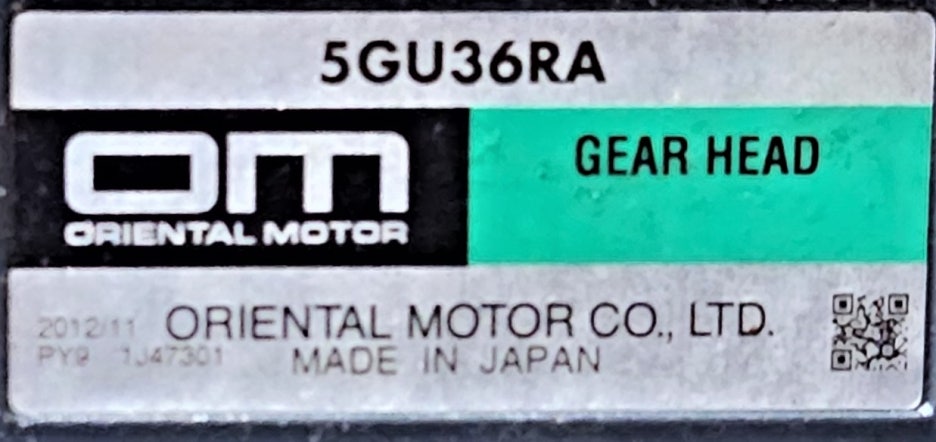 5GU36RA
OM
ORIENTAL MOTOR
GEAR HEAD
2012/11 ORIENTAL MOTOR CO., LTD.
PY9 1J47301 MADE IN JAPAN